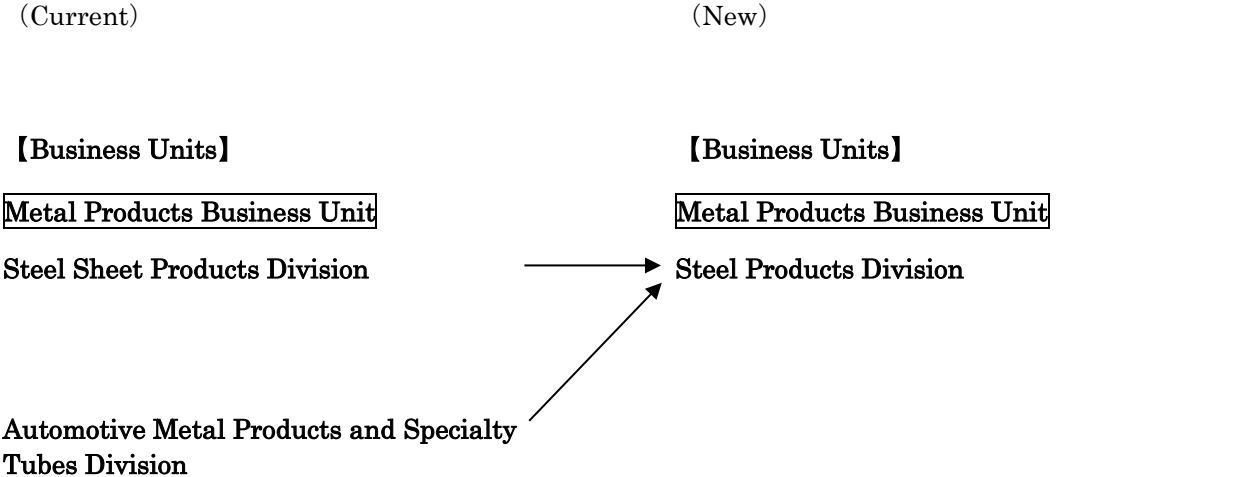 （Current）
（New）
【Business Units】
【Business Units】
Metal Products Business Unit
Metal Products Business Unit
Steel Sheet Products Division
Steel Products Division
Automotive Metal Products and Specialty
Tubes Division